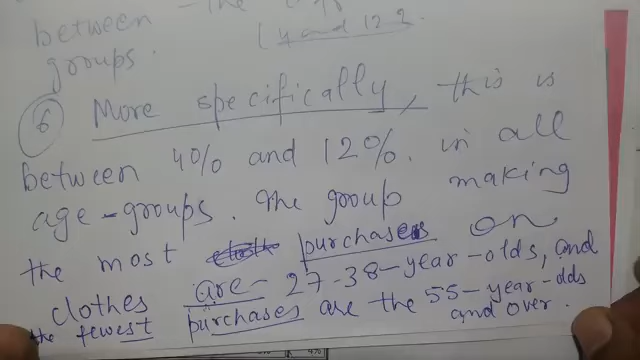 between - the
(4 and 12 %.
groups.
(6) More specifically, this is
between 4% and 12%. in all
age-groups. The group making
the most purchases on
clothes are - 27-38-year-olds, and
the fewest purchases are the 55-year-olds
and over.
4%